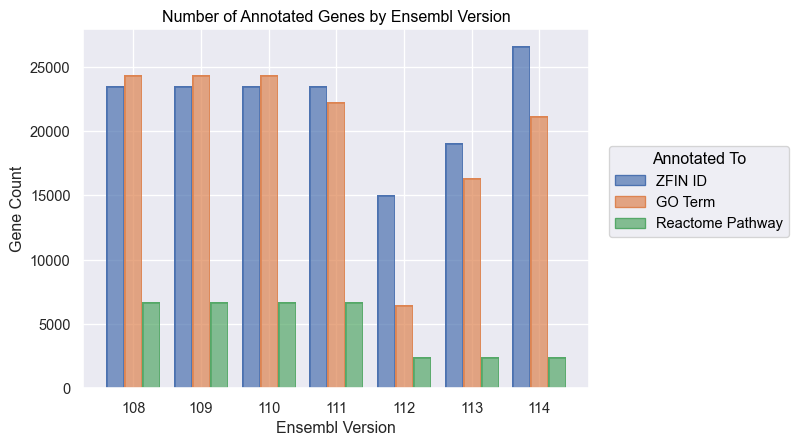 Number of Annotated Genes by Ensembl Version
Gene Count
25000
20000
15000
10000
5000
0
108 109 110 111 112 113 114
Ensembl Version
Annotated To
ZFIN ID
GO Term
Reactome Pathway